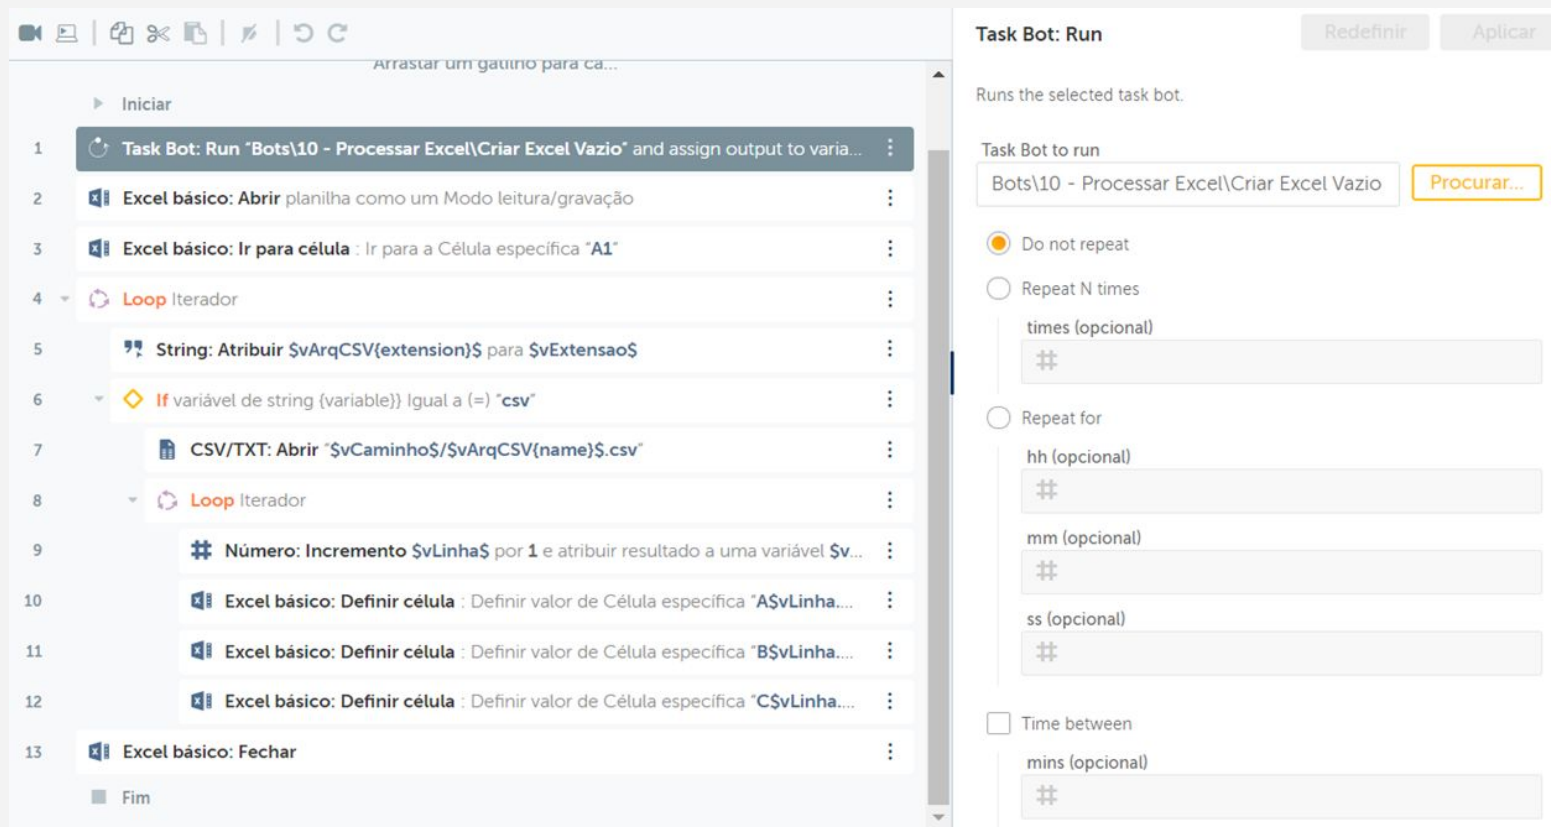 Arrastar um gatilho para ca...
Iniciar
1 Task Bot: Run "Bots\10 - Processar Excel\Criar Excel Vazio" and assign output to varia...
2 Excel básico: Abrir planilha como um Modo leitura/gravação
3 Excel básico: Ir para célula : Ir para a Célula específica "A1"
4 Loop Iterador
5 String: Atribuir $vArqCSV{extension}$ para $vExtensao$
6 If variável de string {variable}} Igual a (=) "csv"
7 CSV/TXT: Abrir "$vCaminho$/$vArqCSV{name}$.csv"
8 Loop Iterador
9 Número: Incremento $vLinha$ por 1 e atribuir resultado a uma variável $v...
10 Excel básico: Definir célula : Definir valor de Célula específica "A$vLinha....
11 Excel básico: Definir célula : Definir valor de Célula específica "B$vLinha....
12 Excel básico: Definir célula : Definir valor de Célula específica "C$vLinha....
13 Excel básico: Fechar
Fim
Task Bot: Run
Redefinir
Aplicar
Runs the selected task bot.
Task Bot to run
Bots\10 - Processar Excel\Criar Excel Vazio
Procurar...
Do not repeat
Repeat N times
times (opcional)
#
Repeat for
hh (opcional)
#
mm (opcional)
#
ss (opcional)
#
Time between
mins (opcional)
#